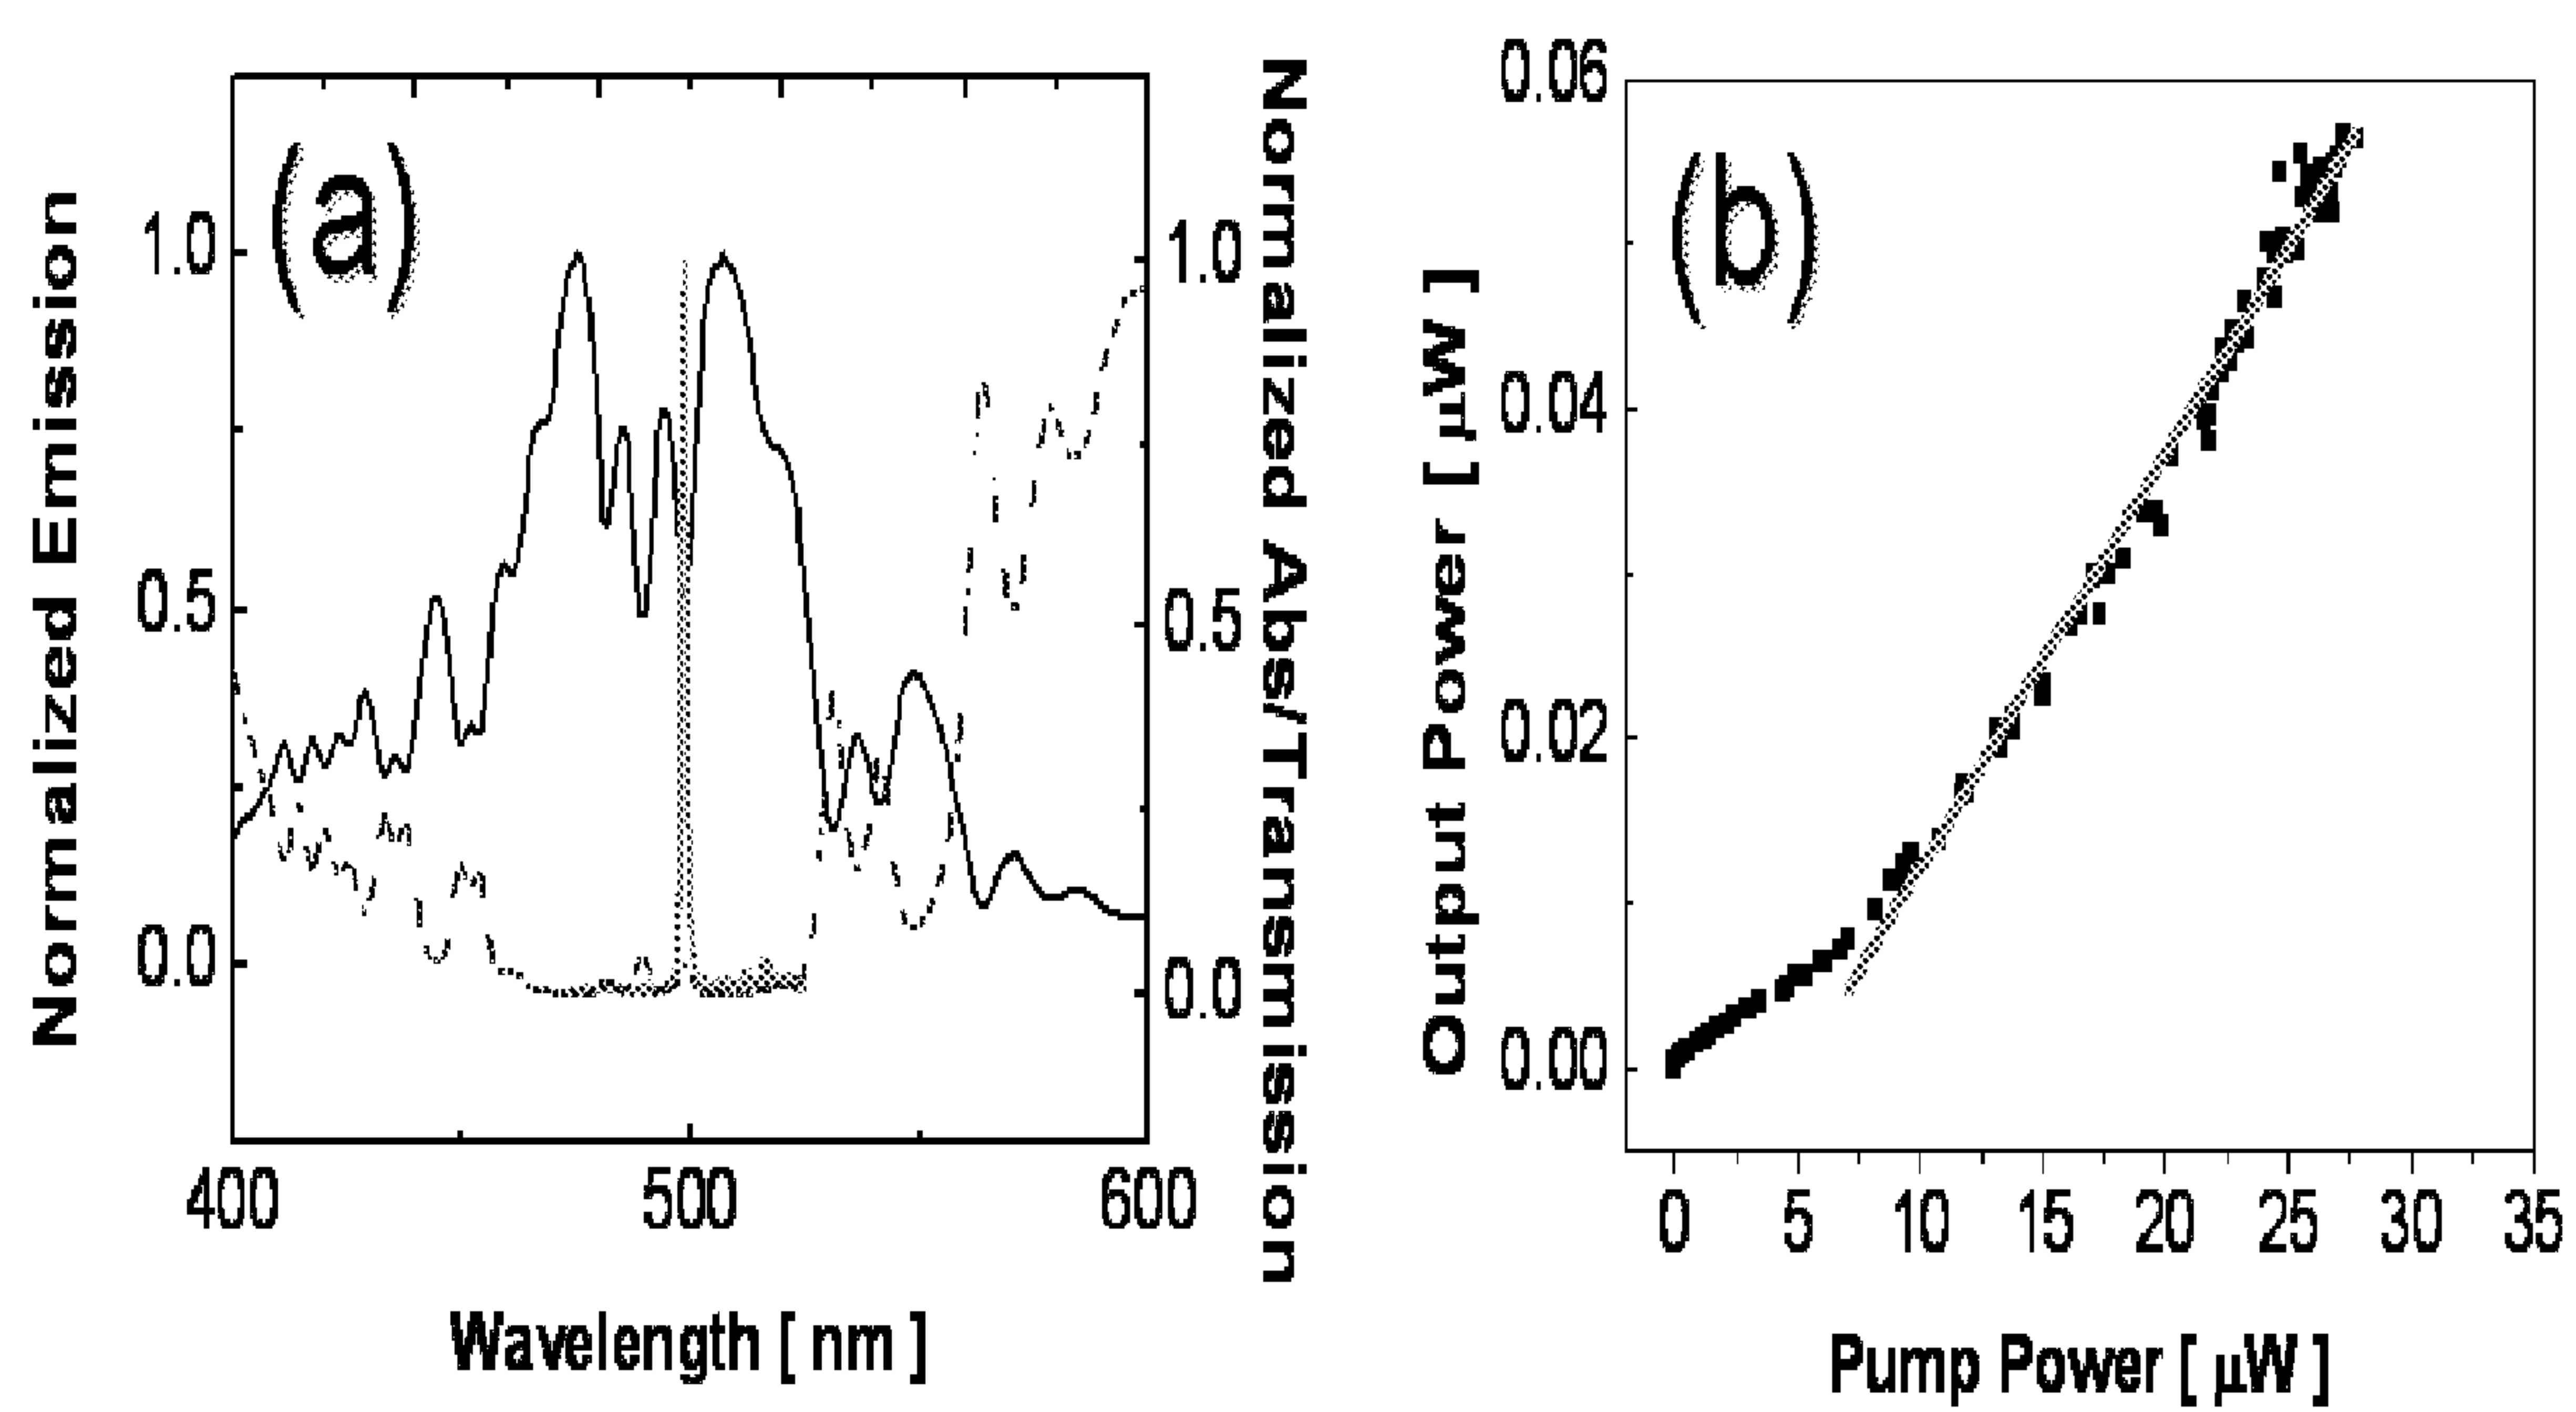 (a)
Normalized Emission
1.0
0.5
0.0
1.0
0.5
0.0
Normalized Abs/Transmission
400 500 600
Wavelength [ nm ]
(b)
Output Power [ μW ]
0.06
0.04
0.02
0.00
0 5 10 15 20 25 30 35
Pump Power [ μW ]